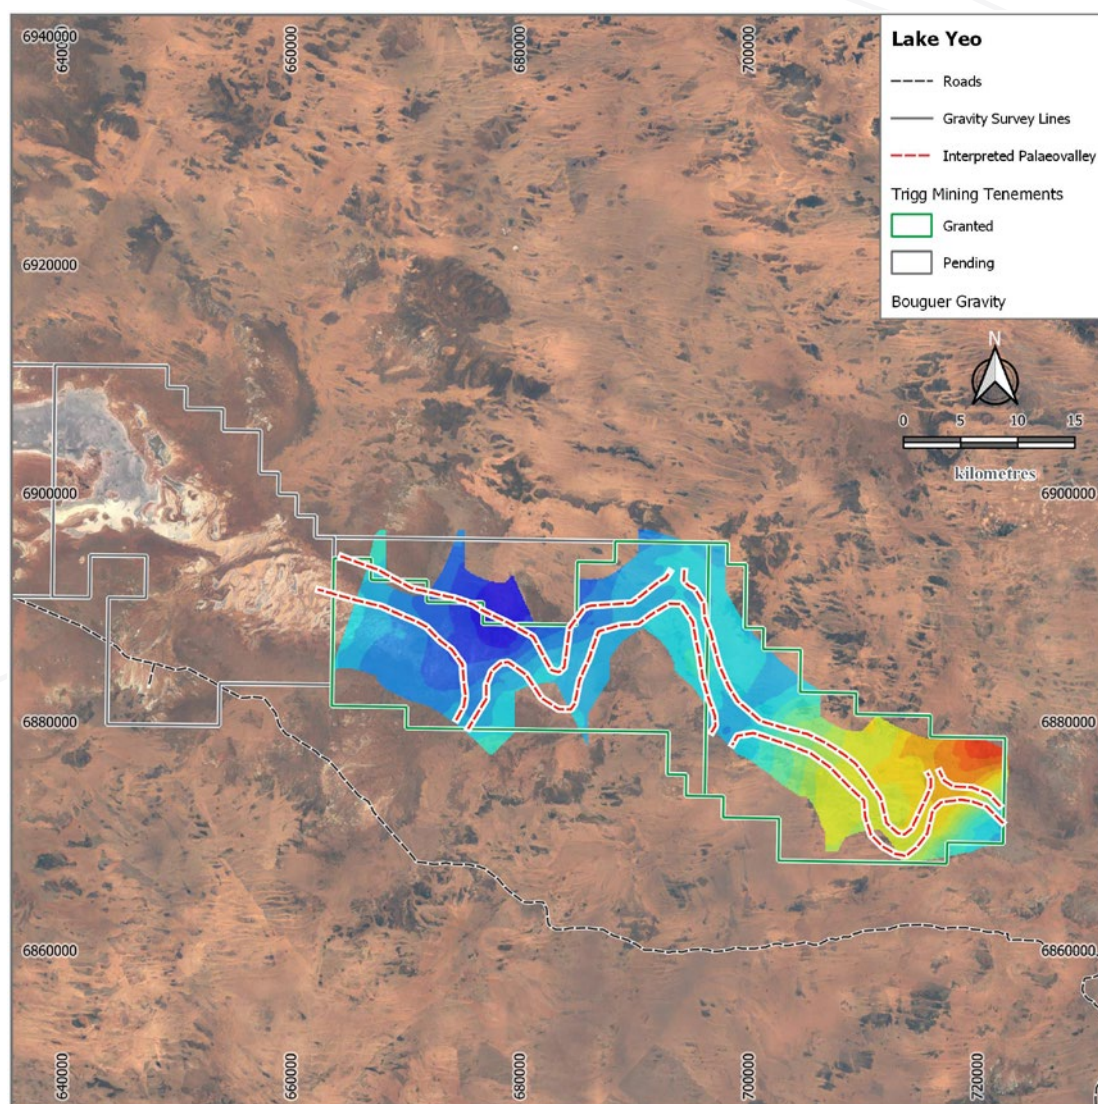 6940000
640000
660000
680000
700000
Lake Yeo
Roads
Gravity Survey Lines
Interpreted Palaeovalley
Trigg Mining Tenements
Granted
Pending
Bouguer Gravity
6920000
N
0 5 10 15
kilometres
6900000
6900000
6880000
6880000
6860000
6860000
640000
660000
680000
700000
720000